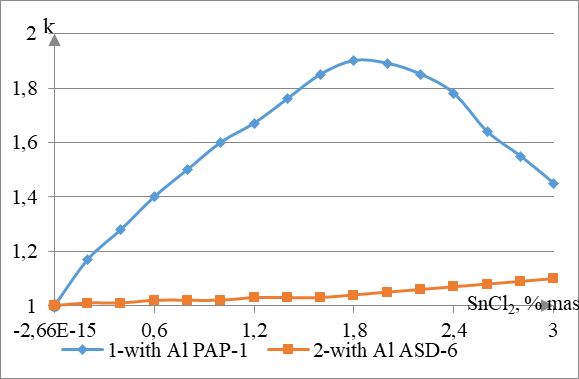 k
2
1,8
1,6
1,4
1,2
1
SnCl₂, % mas
-2,66E-15 0,6 1,2 1,8 2,4 3
1-with Al PAP-1 2-with Al ASD-6